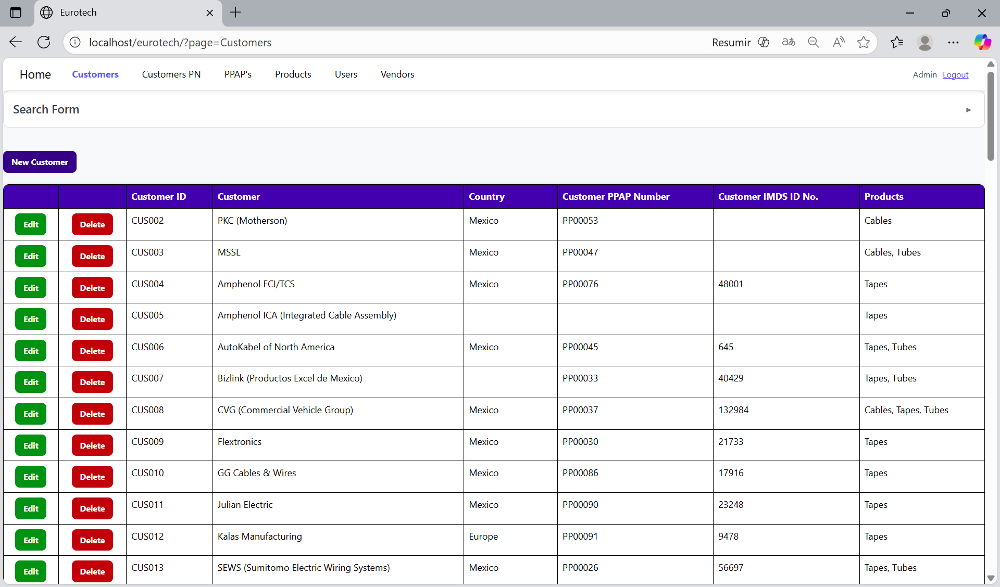 Eurotech
localhost/eurotech/?page=Customers
Resumir
Home Customers Customers PN PPAP's Products Users Vendors Admin Logout
Search Form
New Customer
Customer ID Customer Country Customer PPAP Number Customer IMDS ID No. Products
Edit Delete CUS002 PKC (Motherson) Mexico PP00053 Cables
Edit Delete CUS003 MSSL Mexico PP00047 Cables, Tubes
Edit Delete CUS004 Amphenol FCI/TCS Mexico PP00076 48001 Tapes
Edit Delete CUS005 Amphenol ICA (Integrated Cable Assembly) Tapes
Edit Delete CUS006 AutoKabel of North America Mexico PP00045 645 Tapes, Tubes
Edit Delete CUS007 Bizlink (Productos Excel de Mexico) PP00033 40429 Tapes, Tubes
Edit Delete CUS008 CVG (Commercial Vehicle Group) Mexico PP00037 132984 Cables, Tapes, Tubes
Edit Delete CUS009 Flextronics Mexico PP00030 21733 Tapes
Edit Delete CUS010 GG Cables & Wires Mexico PP00086 17916 Tapes
Edit Delete CUS011 Julian Electric Mexico PP00090 23248 Tapes
Edit Delete CUS012 Kalas Manufacturing Europe PP00091 9478 Tapes
Edit Delete CUS013 SEWS (Sumitomo Electric Wiring Systems) Mexico PP00026 56697 Tapes, Tubes